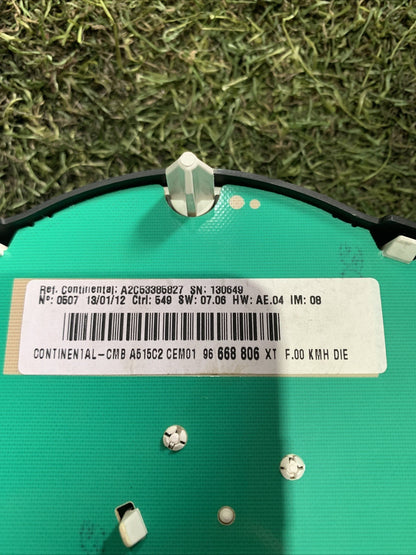 Ref. Continental: A2C53385827 SN: 130649
N°: 0507 13/01/12 Ctrl: 549 SW: 07.06 HW: AE.04 IM: 08
CONTINENTAL-CMB A515C2 CEM01 96 668 806 XT F.00 KMH DIE